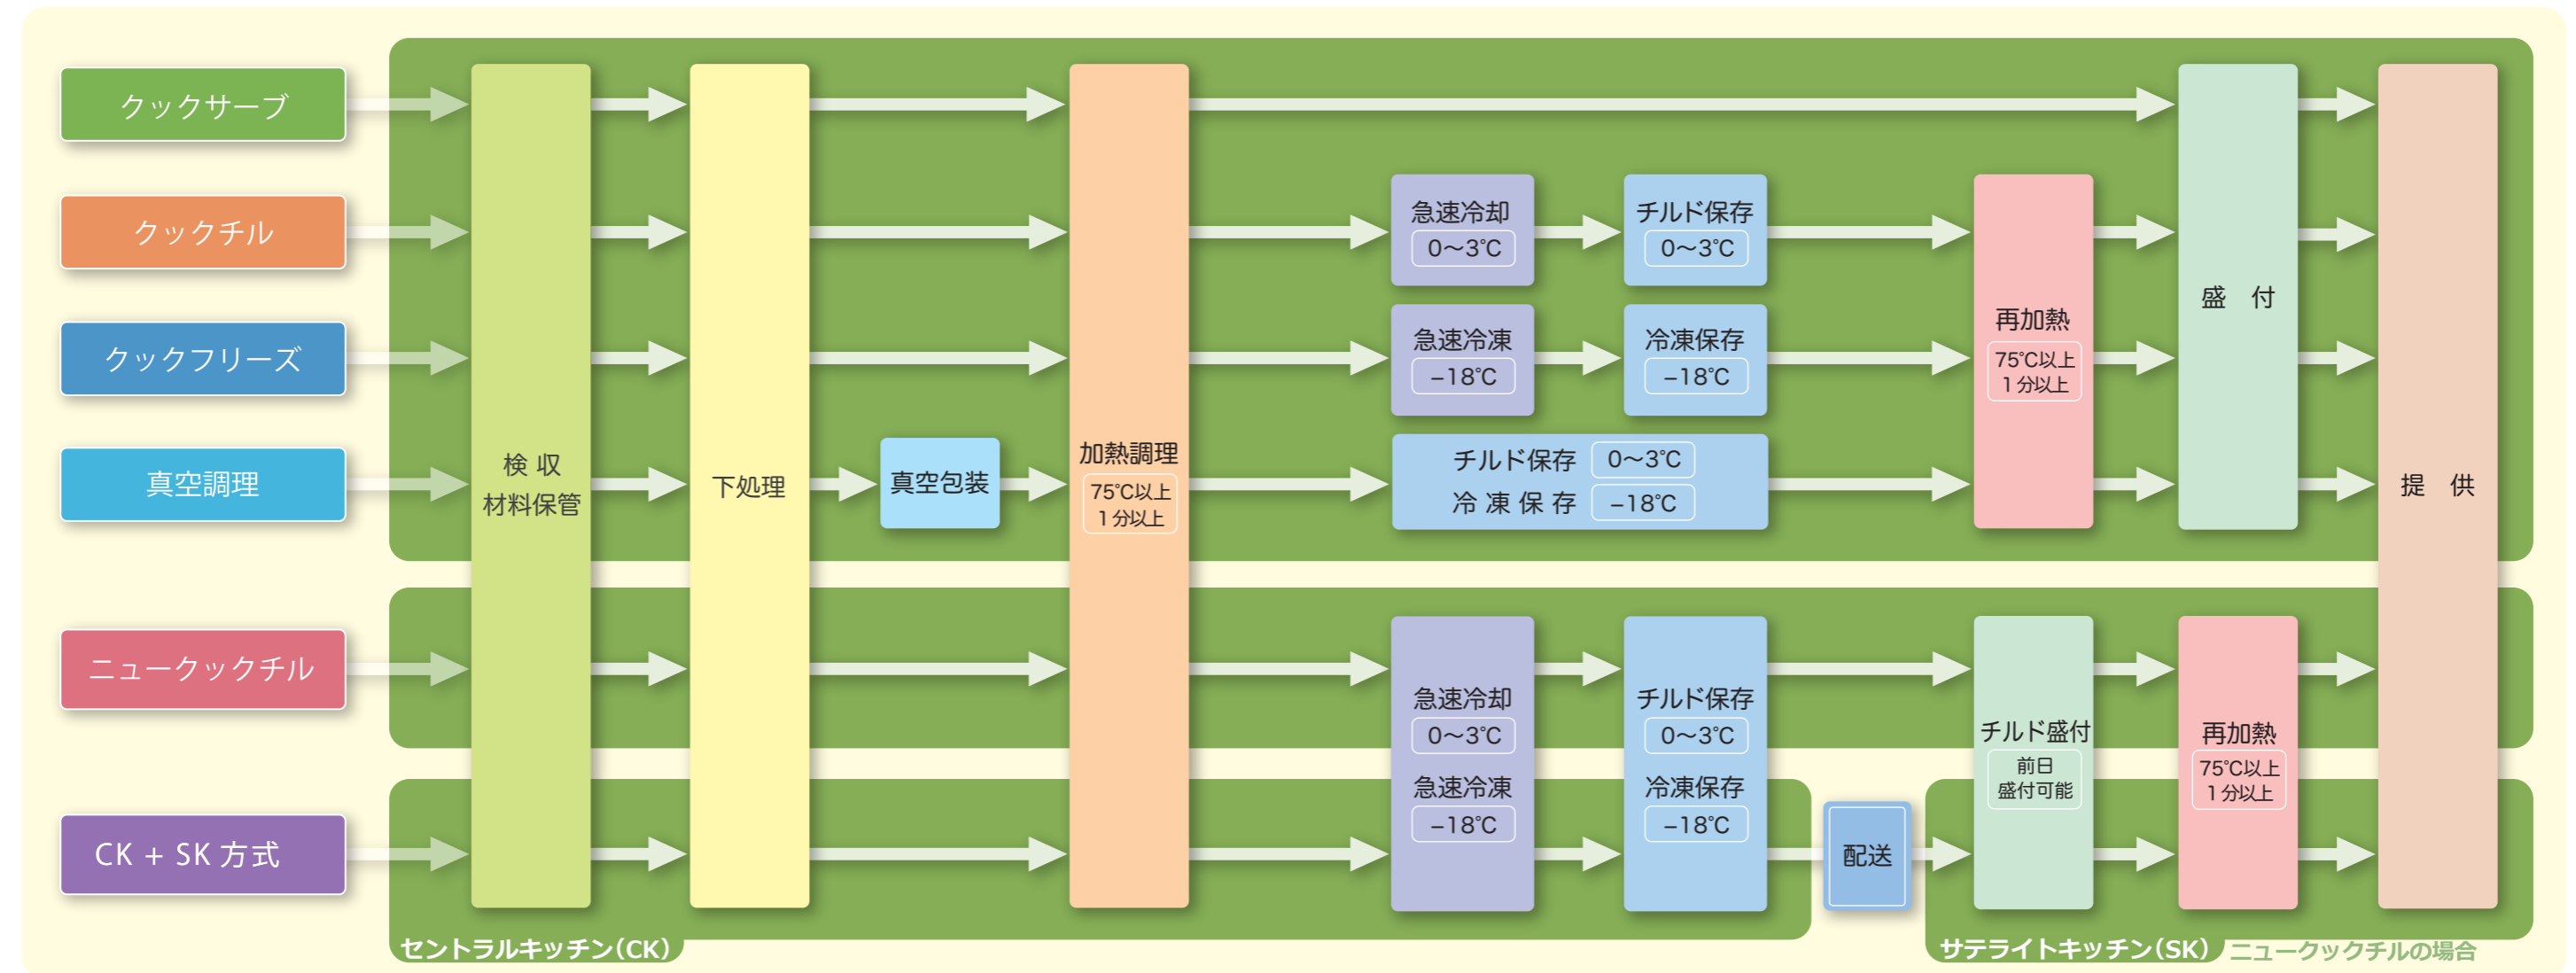 クックサーブ
クックチル
クックフリーズ
真空調理
ニュークックチル
CK + SK 方式
検 収
材料保管
下処理
真空包装
加熱調理
75℃以上
1分以上
急速冷却
0〜3℃
チルド保存
0〜3℃
急速冷凍
−18℃
冷凍保存
−18℃
チルド保存 0〜3℃
冷 凍 保 存 −18℃
再加熱
75℃以上
1分以上
盛 付
提 供
急速冷却
0〜3℃
急速冷凍
−18℃
チルド保存
0〜3℃
冷凍保存
−18℃
配送
チルド盛付
前日
盛付可能
再加熱
75℃以上
1分以上
セントラルキッチン（CK）
サテライトキッチン（SK） ニュークックチルの場合